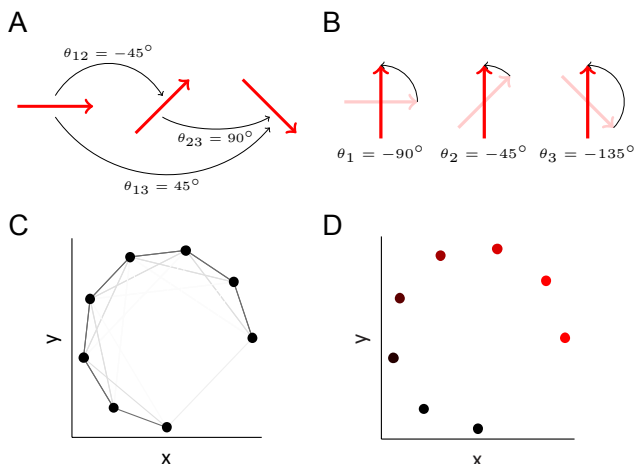 A
θ12 = −45°
θ23 = 90°
θ13 = 45°
B
θ1 = −90°
θ2 = −45°
θ3 = −135°
C
y
x
D
y
x